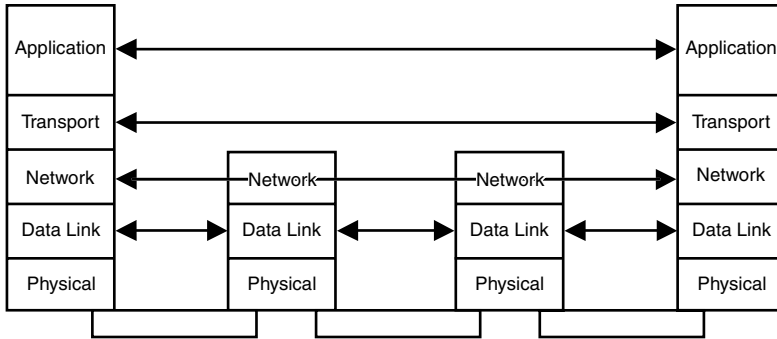 Application
Application
Transport
Transport
Network
Network
Network
Network
Data Link
Data Link
Data Link
Data Link
Physical
Physical
Physical
Physical